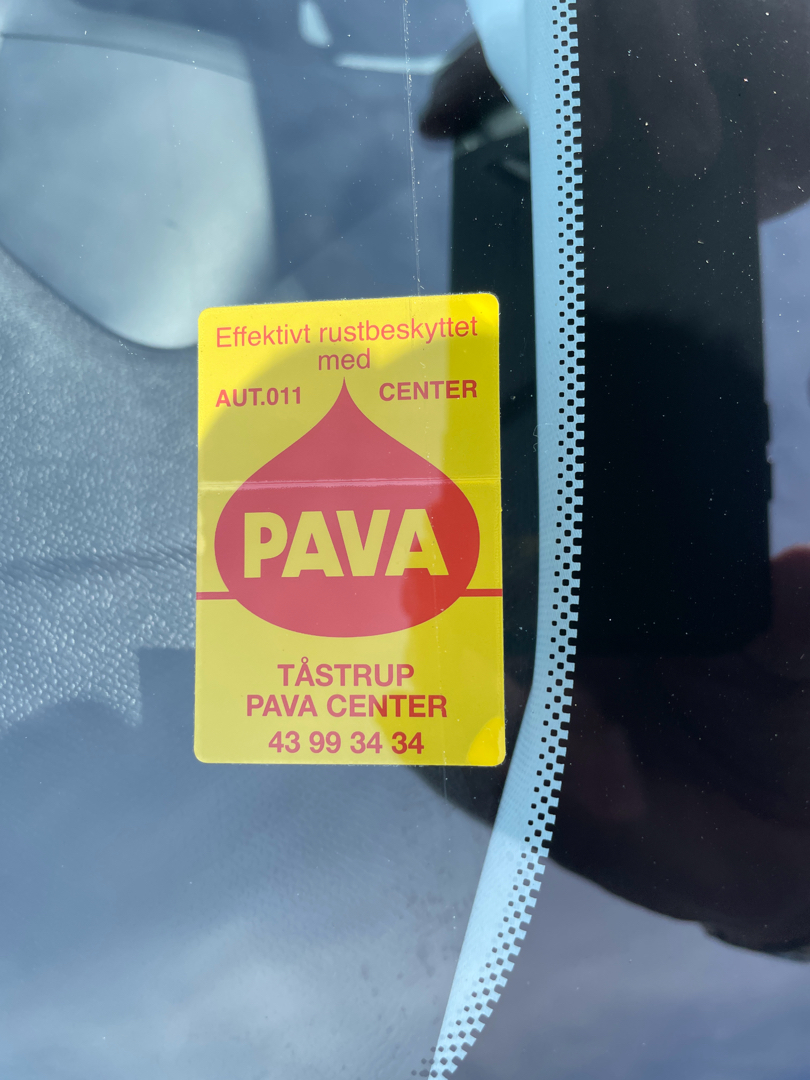 Effektivt rustbeskyttet
med
AUT.011 CENTER
PAVA
TÅSTRUP
PAVA CENTER
43 99 34 34